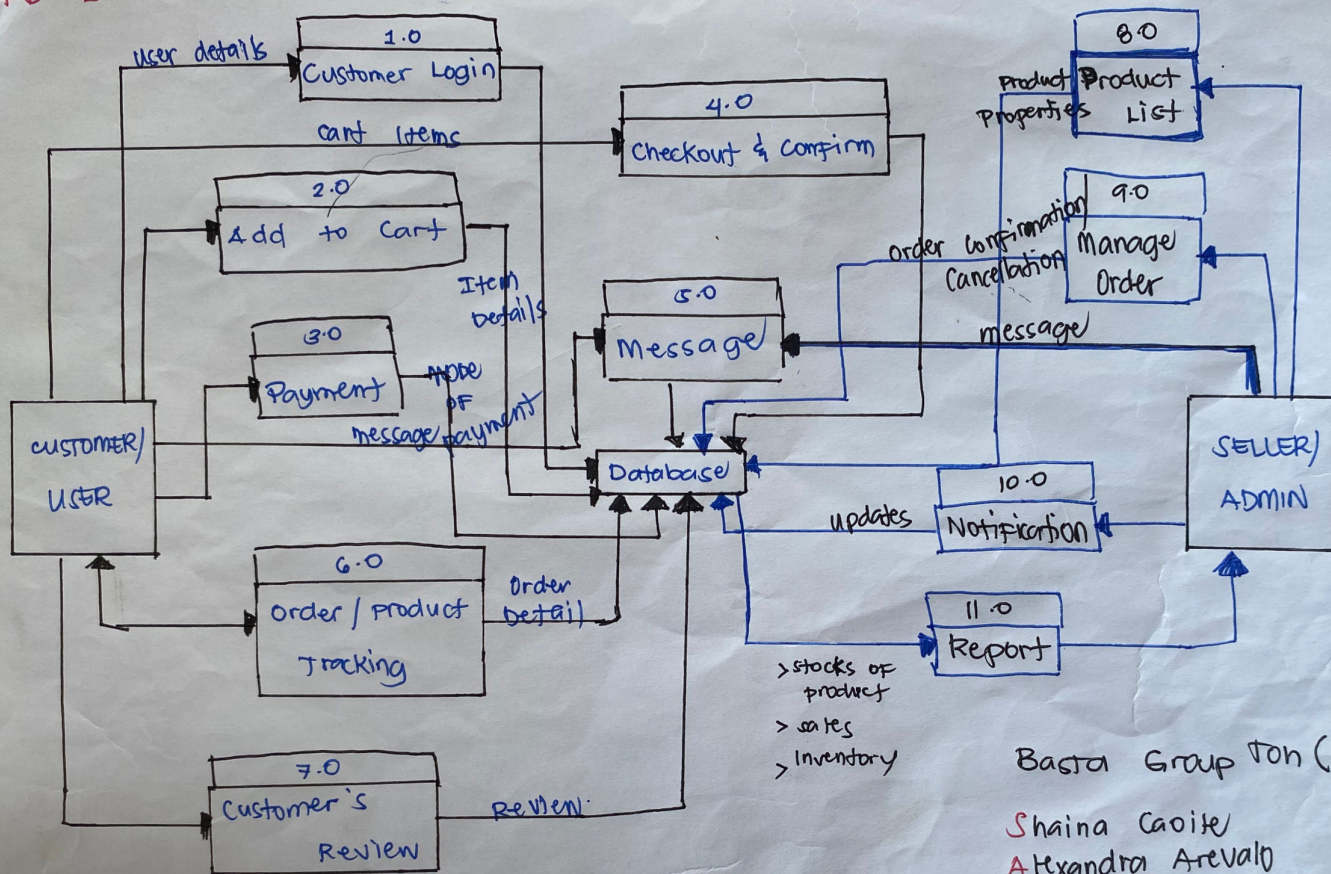 1.0
Customer Login
user details
8.0
Product List
Product Properties
4.0
Checkout & Confirm
cart Items
2.0
Add to Cart
Item Details
9.0
Manage Order
Order Confirmation/
Cancellation
5.0
Message
message
3.0
Payment
MODE OF payment
message
CUSTOMER/
USER
Database
SELLER/
ADMIN
10.0
Notification
updates
6.0
Order / product
Tracking
Order Detail
11.0
Report
> stocks of
product
> sales
> Inventory
7.0
Customer's
Review
Review
Basta Group
Shaina Caoile
Alexandra Arevalo